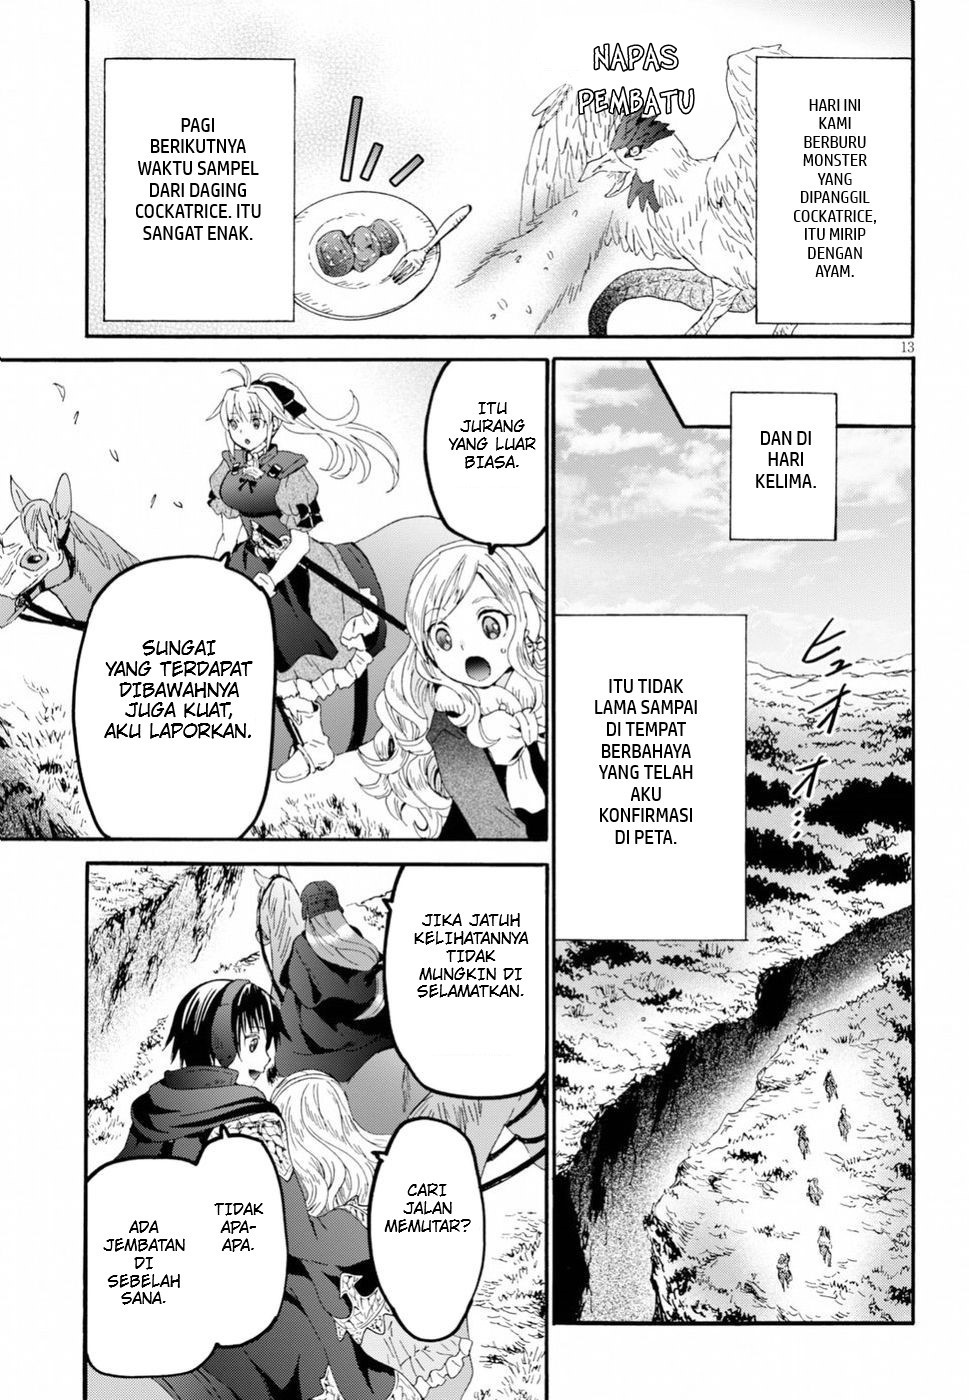 HARI INI
KAMI
BERBURU
MONSTER
YANG
DIPANGGIL
COCKATRICE,
ITU MIRIP
DENGAN
AYAM.
NAPAS
PEMBATU
PAGI
BERIKUTNYA
WAKTU SAMPEL
DARI DAGING
COCKATRICE. ITU
SANGAT ENAK.
13
DAN DI
HARI
KELIMA.
ITU TIDAK
LAMA SAMPAI
DI TEMPAT
BERBAHAYA
YANG TELAH
AKU
KONFIRMASI
DI PETA.
ヒュオオ…
ITU
JURANG
YANG LUAR
BIASA.
SUNGAI
YANG TERDAPAT
DIBAWAHNYA
JUGA KUAT,
AKU LAPORKAN.
JIKA JATUH
KELIHATANNYA
TIDAK
MUNGKIN DI
SELAMATKAN.
CARI
JALAN
MEMUTAR?
TIDAK
APA-
APA.
ADA
JEMBATAN
DI
SEBELAH
SANA.